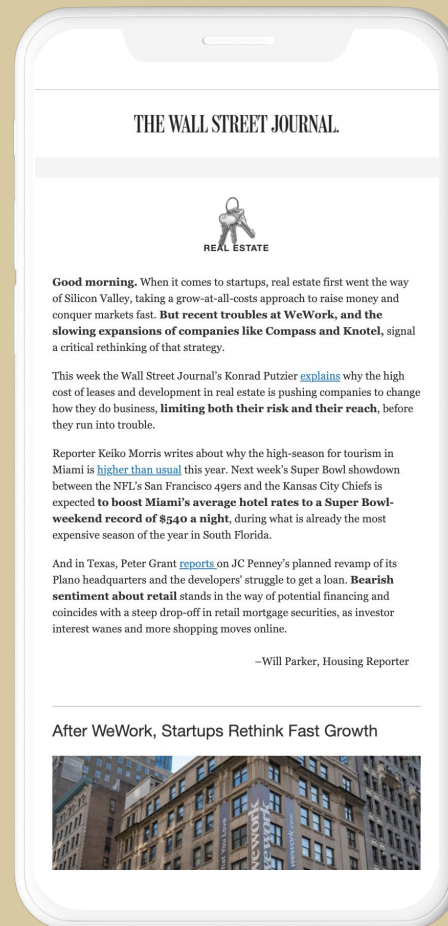 THE WALL STREET JOURNAL.
REAL ESTATE
Good morning. When it comes to startups, real estate first went the way
of Silicon Valley, taking a grow-at-all-costs approach to raise money and
conquer markets fast. But recent troubles at WeWork, and the
slowing expansions of companies like Compass and Knotel, signal
a critical rethinking of that strategy.
This week the Wall Street Journal's Konrad Putzier explains why the high
cost of leases and development in real estate is pushing companies to change
how they do business, limiting both their risk and their reach, before
they run into trouble.
Reporter Keiko Morris writes about why the high-season for tourism in
Miami is higher than usual this year. Next week's Super Bowl showdown
between the NFL's San Francisco 49ers and the Kansas City Chiefs is
expected to boost Miami's average hotel rates to a Super Bowl-
weekend record of $540 a night, during what is already the most
expensive season of the year in South Florida.
And in Texas, Peter Grant reports on JC Penney's planned revamp of its
Plano headquarters and the developers' struggle to get a loan. Bearish
sentiment about retail stands in the way of potential financing and
coincides with a steep drop-off in retail mortgage securities, as investor
interest wanes and more shopping moves online.
–Will Parker, Housing Reporter
After WeWork, Startups Rethink Fast Growth
What You Love
wework
wework.com